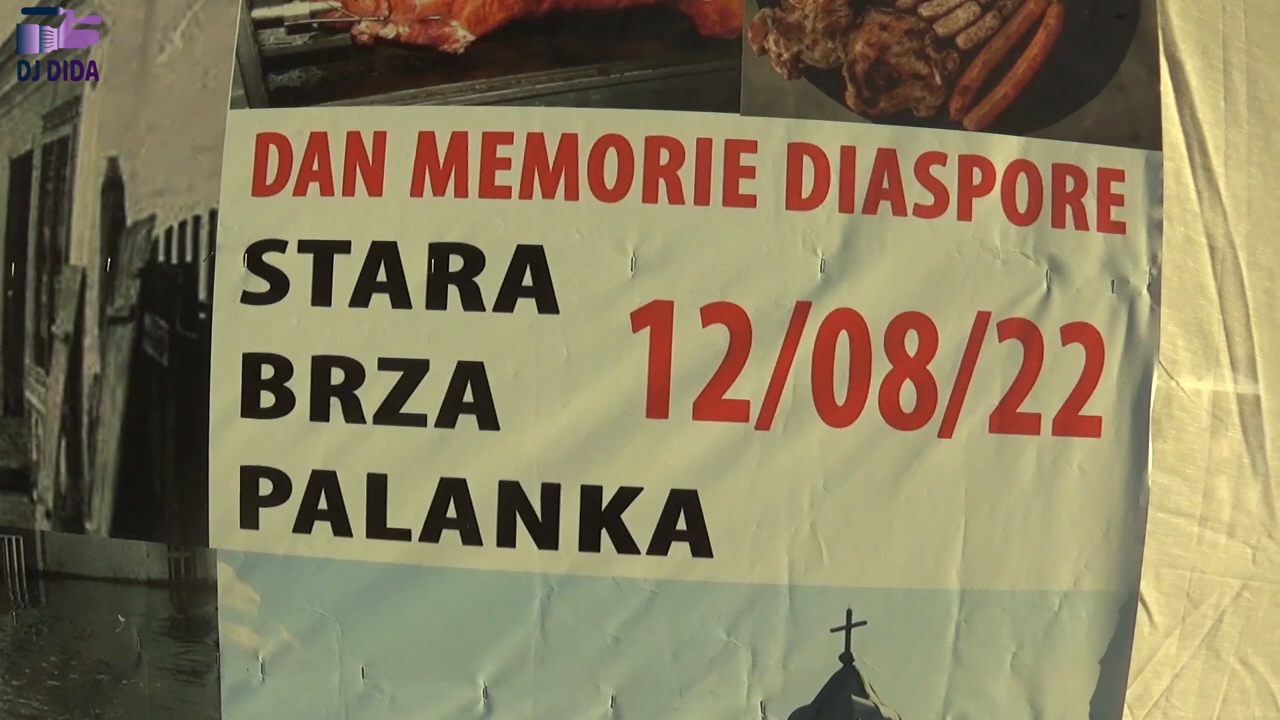 DJ DIDA
DAN MEMORIE DIASPORE
STARA
BRZA
PALANKA
12/08/22